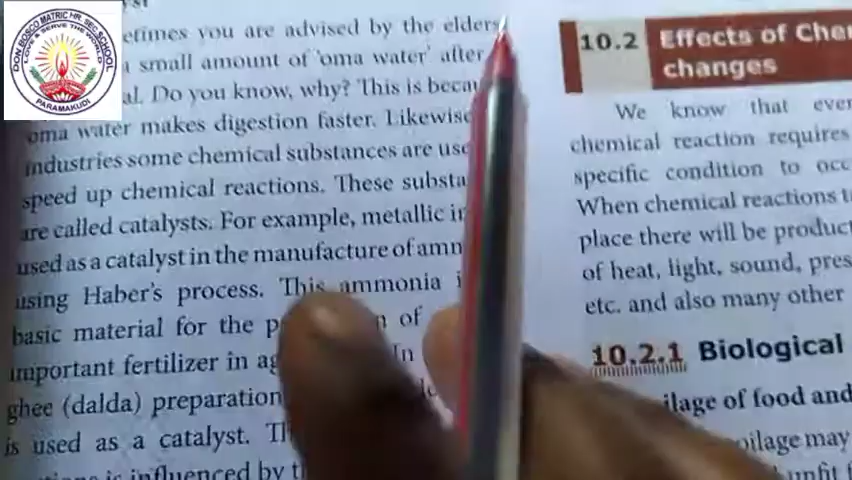 DON BOSCO MATRIC HR. SEC. SCHOOL
LOVE & SERVE THE WORLD
PARAMAKUDI
etimes you are advised by the elders
a small amount of 'oma water' after
al. Do you know, why? This is becau
oma water makes digestion faster. Likewise
industries some chemical substances are use
speed up chemical reactions. These substa
are called catalysts. For example, metallic ir
used as a catalyst in the manufacture of amm
using Haber's process. This ammonia i
basic material for the p n of
important fertilizer in ag In
ghee (dalda) preparation
is used as a catalyst. Th
is influenced by t
10.2 Effects of Che
changes
We know that ever
chemical reaction requires
specific condition to occ
When chemical reactions t
place there will be product
of heat, light, sound, pres
etc. and also many other
10.2.1 Biological
ilage of food and
oilage may
unfit f